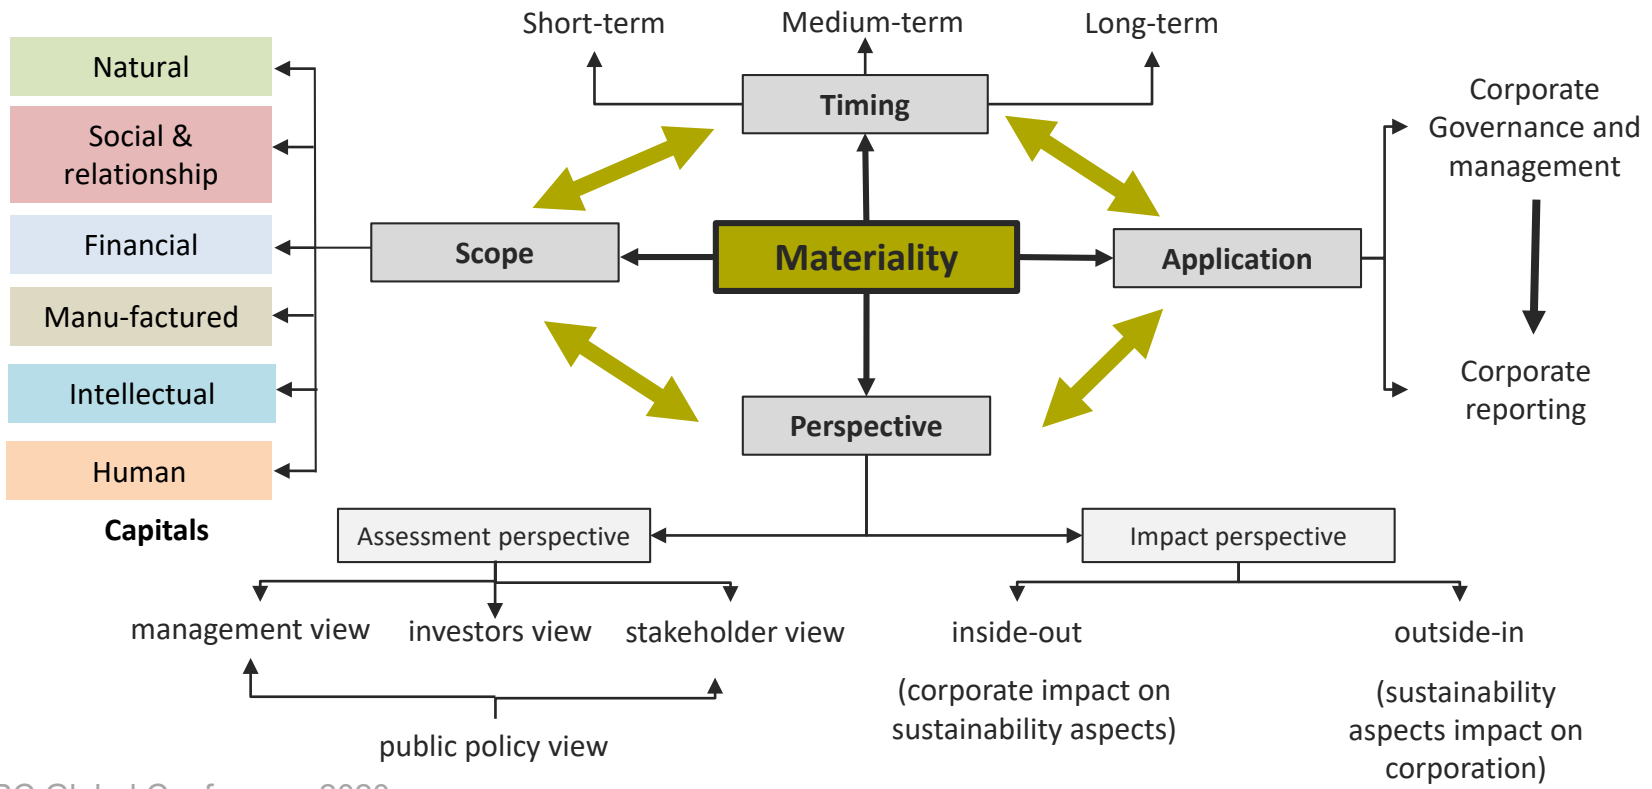 Short-term
Medium-term
Long-term
Natural
Social &
relationship
Financial
Manu-factured
Intellectual
Human
Capitals
Timing
Scope
Materiality
Application
Perspective
Corporate
Governance and
management
Corporate
reporting
Assessment perspective
Impact perspective
management view
investors view
stakeholder view
public policy view
inside-out
(corporate impact on
sustainability aspects)
outside-in
(sustainability
aspects impact on
corporation)